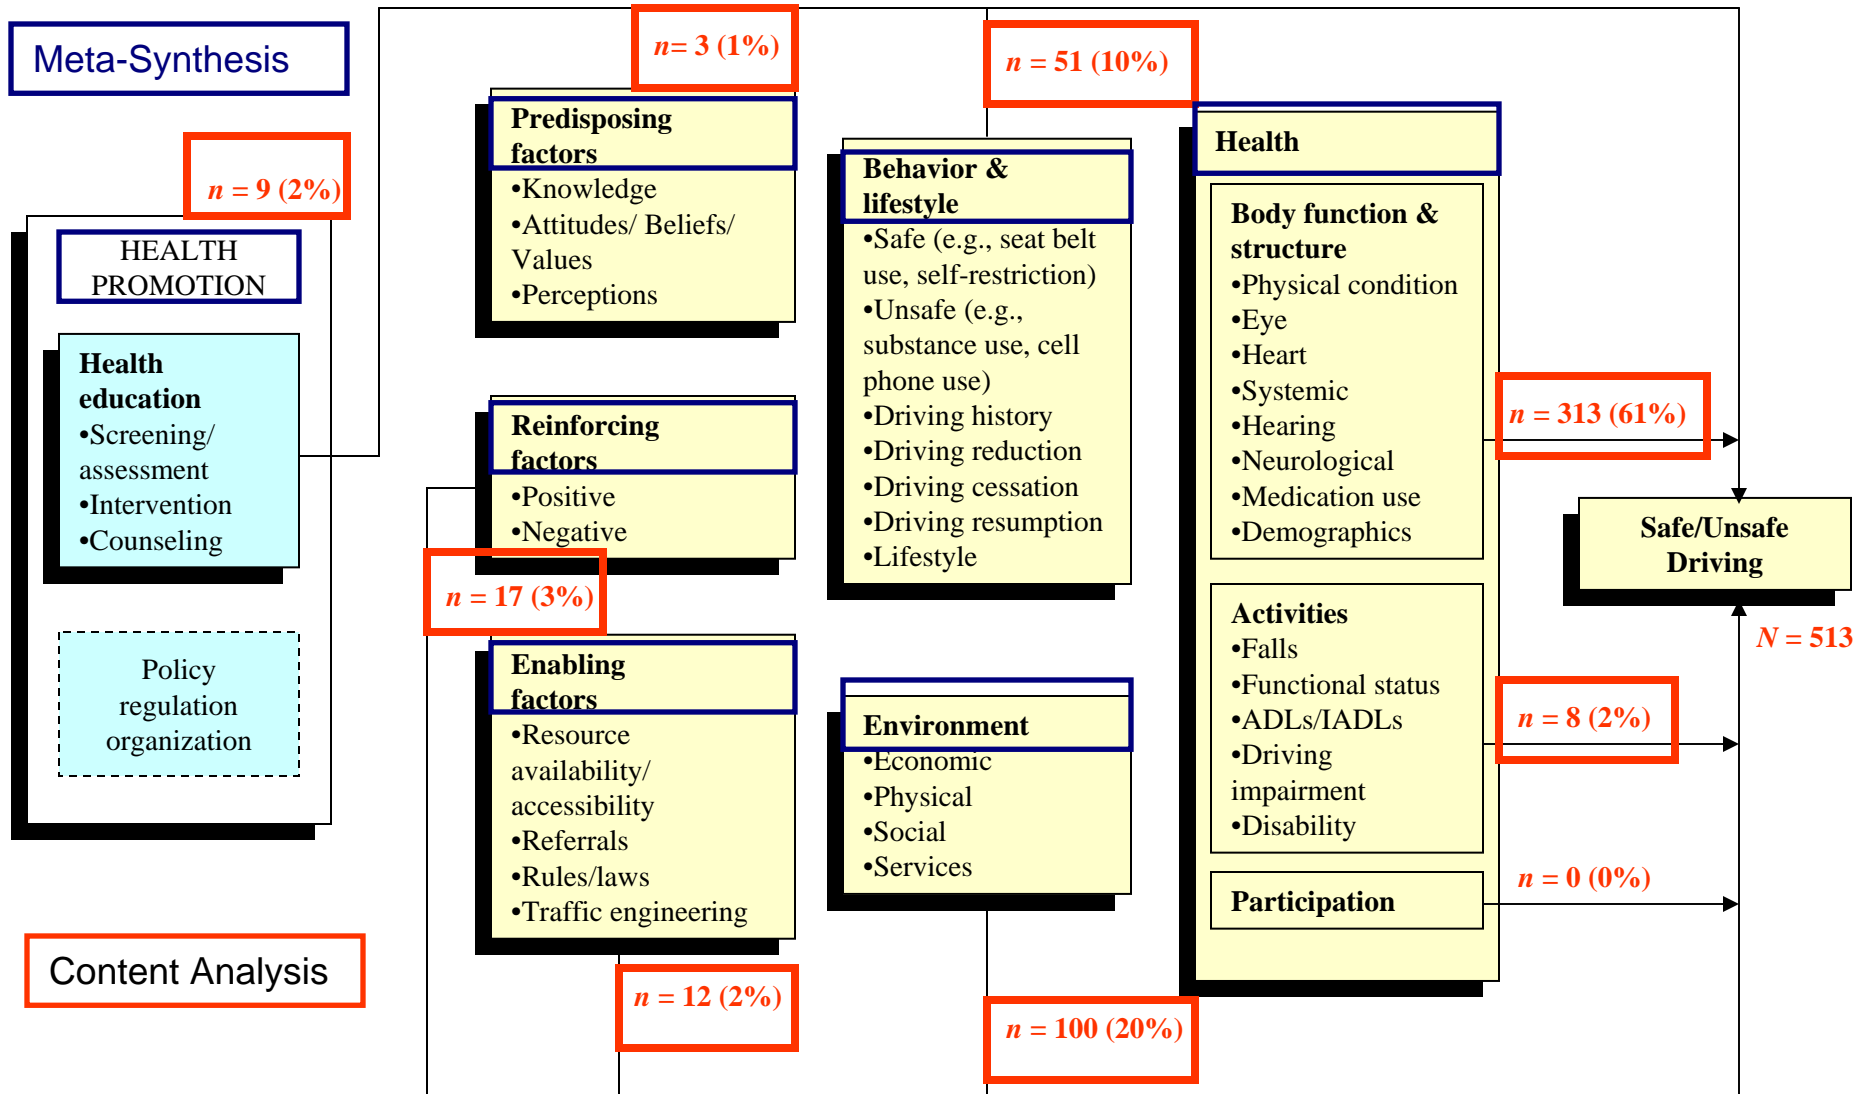 Meta-Synthesis
n = 9 (2%)
HEALTH
PROMOTION
Health
education
•Screening/
assessment
•Intervention
•Counseling
Policy
regulation
organization
Content Analysis
n= 3 (1%)
Predisposing
factors
•Knowledge
•Attitudes/ Beliefs/
Values
•Perceptions
Reinforcing
factors
•Positive
•Negative
n = 17 (3%)
Enabling
factors
•Resource
availability/
accessibility
•Referrals
•Rules/laws
•Traffic engineering
n = 12 (2%)
n = 51 (10%)
Behavior &
lifestyle
•Safe (e.g., seat belt
use, self-restriction)
•Unsafe (e.g.,
substance use, cell
phone use)
•Driving history
•Driving reduction
•Driving cessation
•Driving resumption
•Lifestyle
Environment
•Economic
•Physical
•Social
•Services
n = 100 (20%)
Health
Body function &
structure
•Physical condition
•Eye
•Heart
•Systemic
•Hearing
•Neurological
•Medication use
•Demographics
n = 313 (61%)
Activities
•Falls
•Functional status
•ADLs/IADLs
•Driving
impairment
•Disability
n = 8 (2%)
Participation
n = 0 (0%)
Safe/Unsafe
Driving
N = 513